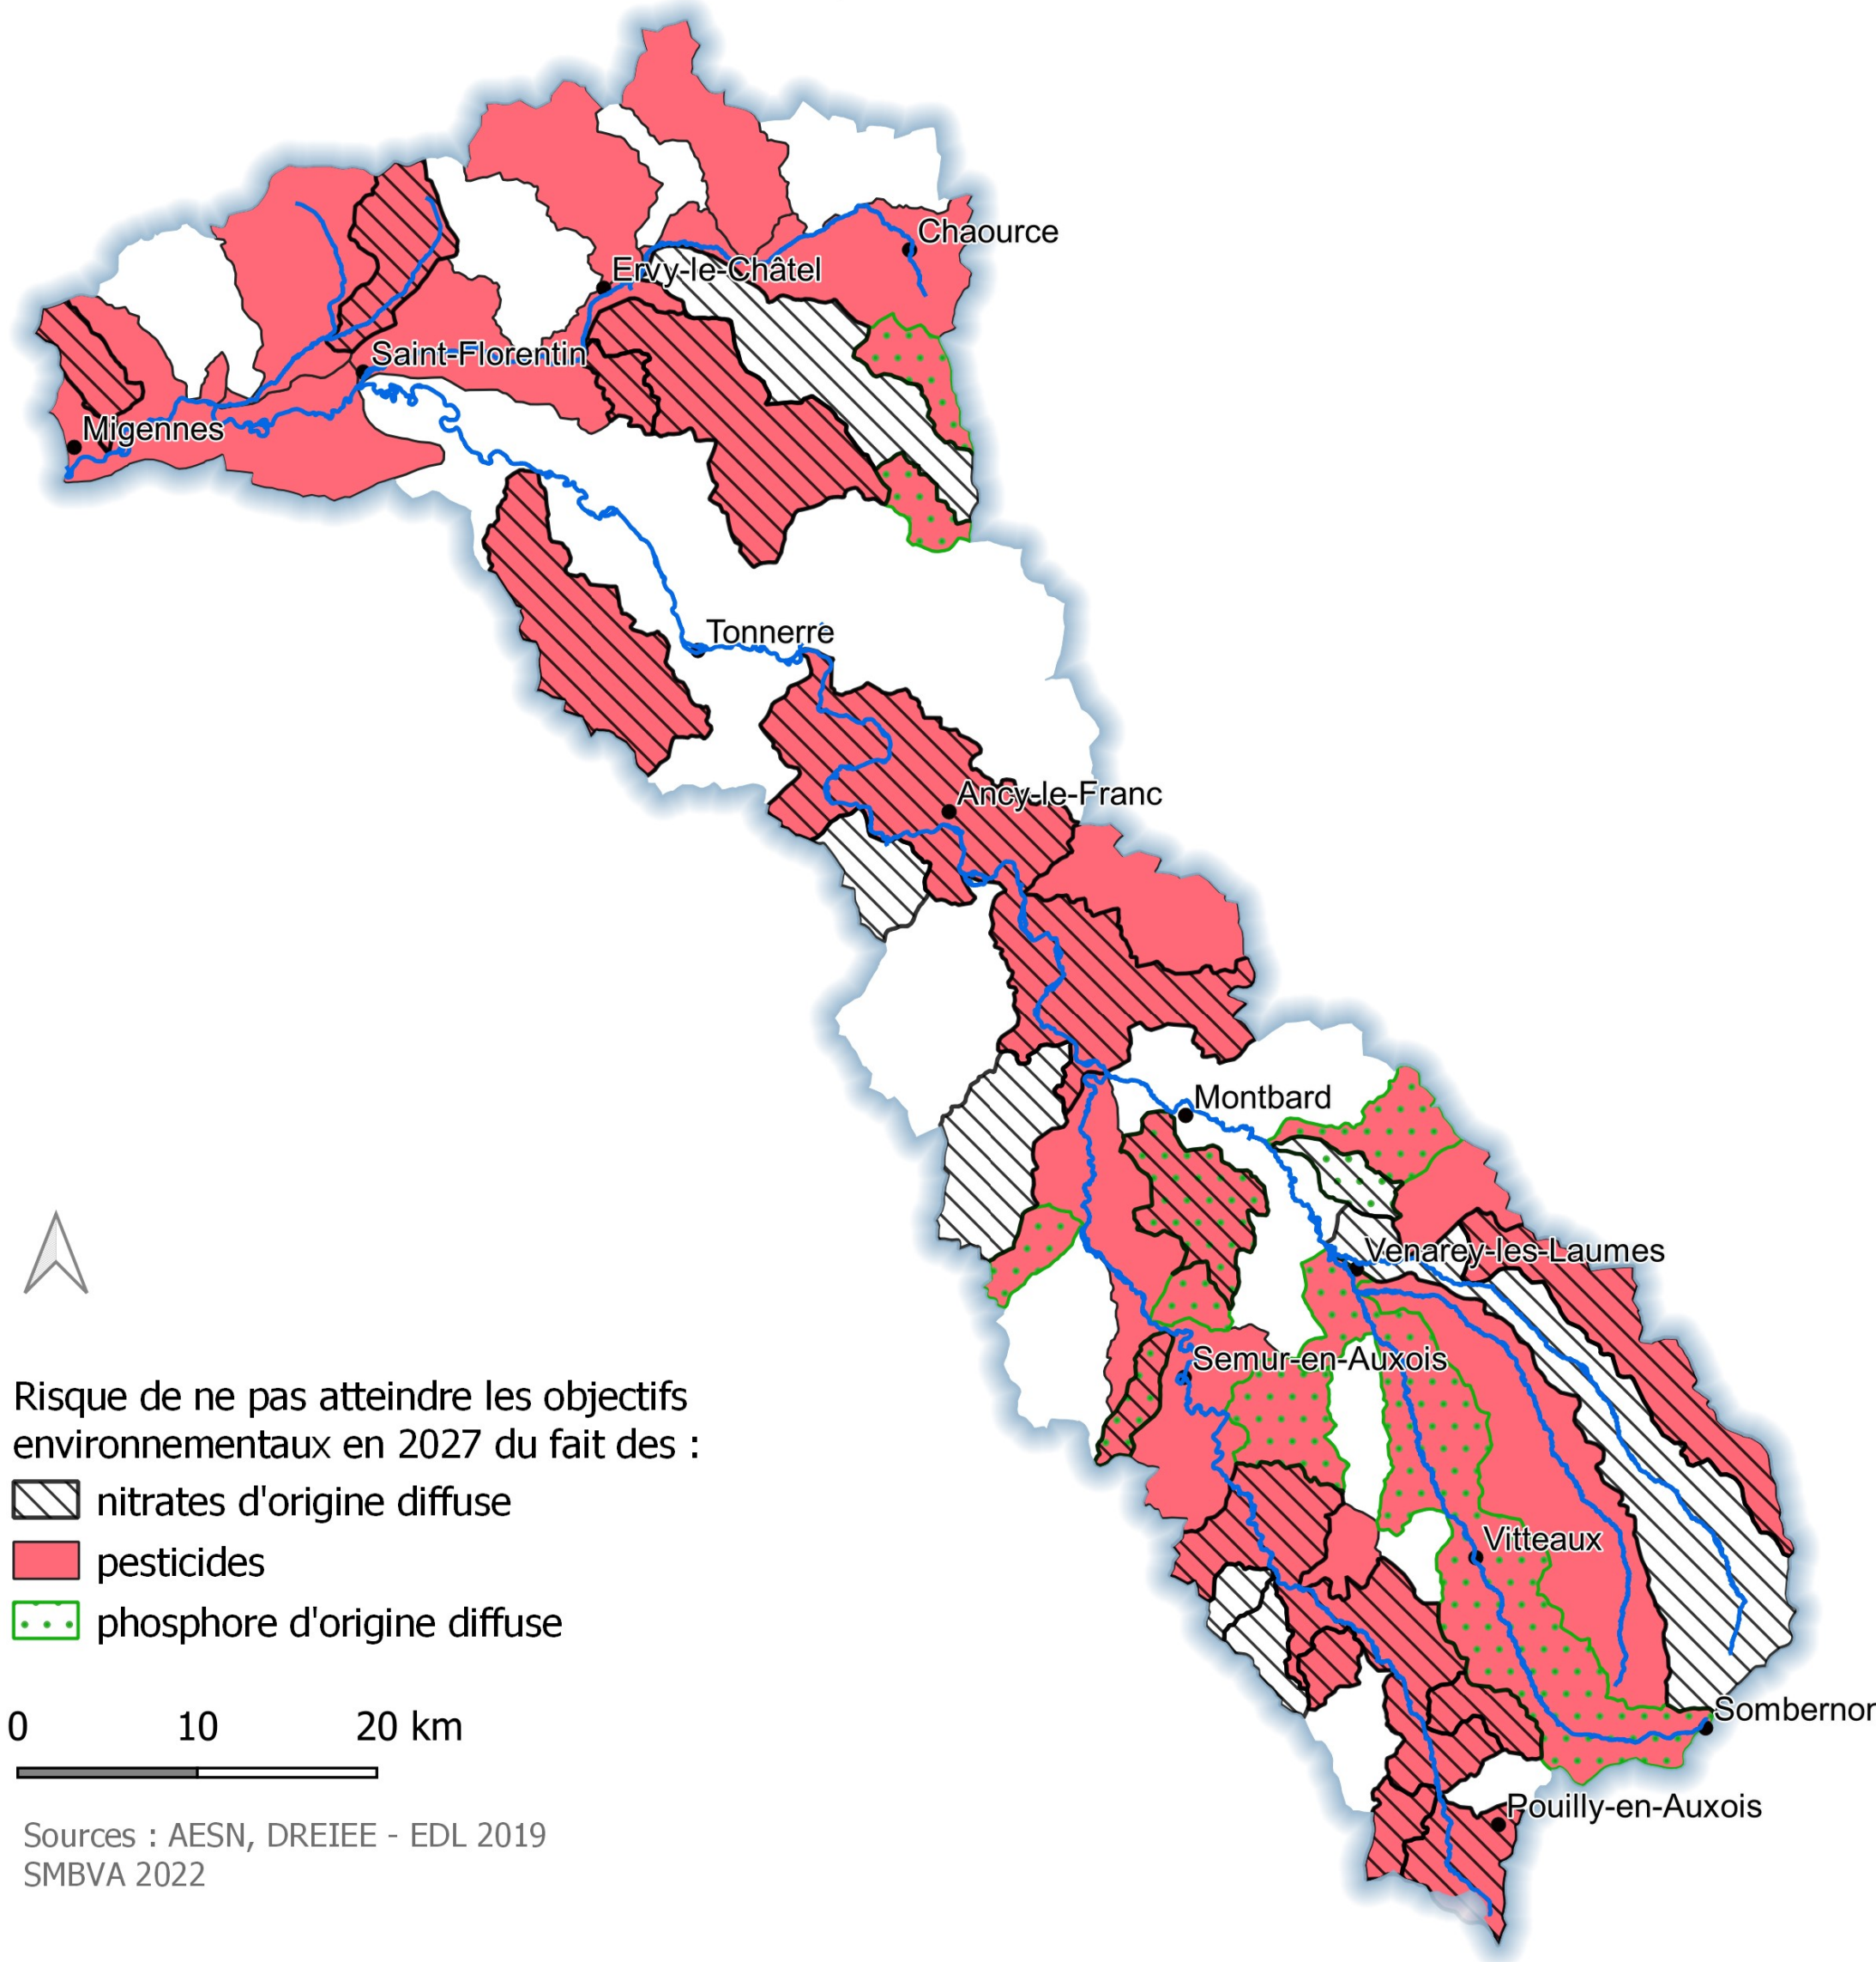 Chaource
Ervy-le-Châtel
Saint-Florentin
Migennes
Tonnerre
Ancy-le-Franc
Montbard
Venarey-les-Laumes
Semur-en-Auxois
Risque de ne pas atteindre les objectifs
environnementaux en 2027 du fait des :
nitrates d'origine diffuse
pesticides
phosphore d'origine diffuse
Vitteaux
Sombernon
0 10 20 km
Pouilly-en-Auxois
Sources : AESN, DREIEE - EDL 2019
SMBVA 2022